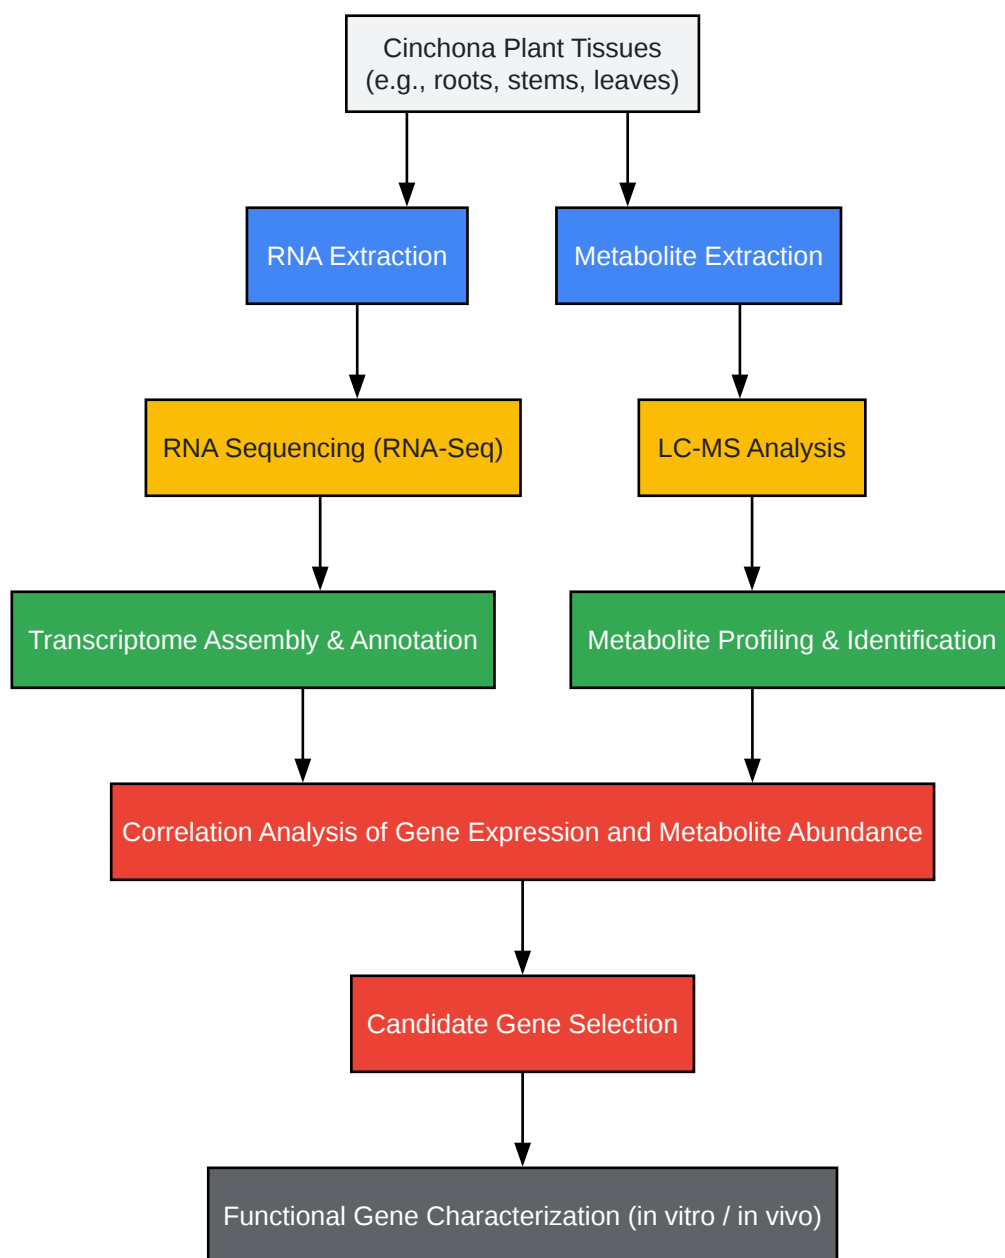 Cinchona Plant Tissues
(e.g., roots, stems, leaves)
RNA Extraction
Metabolite Extraction
RNA Sequencing (RNA-Seq)
LC-MS Analysis
Transcriptome Assembly & Annotation
Metabolite Profiling & Identification
Correlation Analysis of Gene Expression and Metabolite Abundance
Candidate Gene Selection
Functional Gene Characterization (in vitro / in vivo)